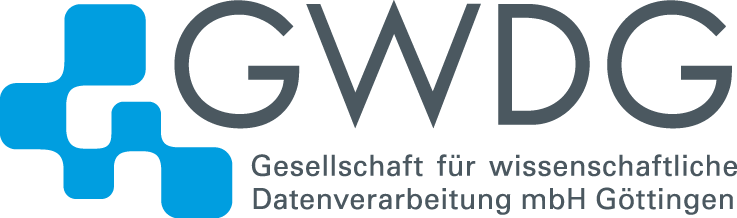 GWDG
Gesellschaft für wissenschaftliche
Datenverarbeitung mbH Göttingen